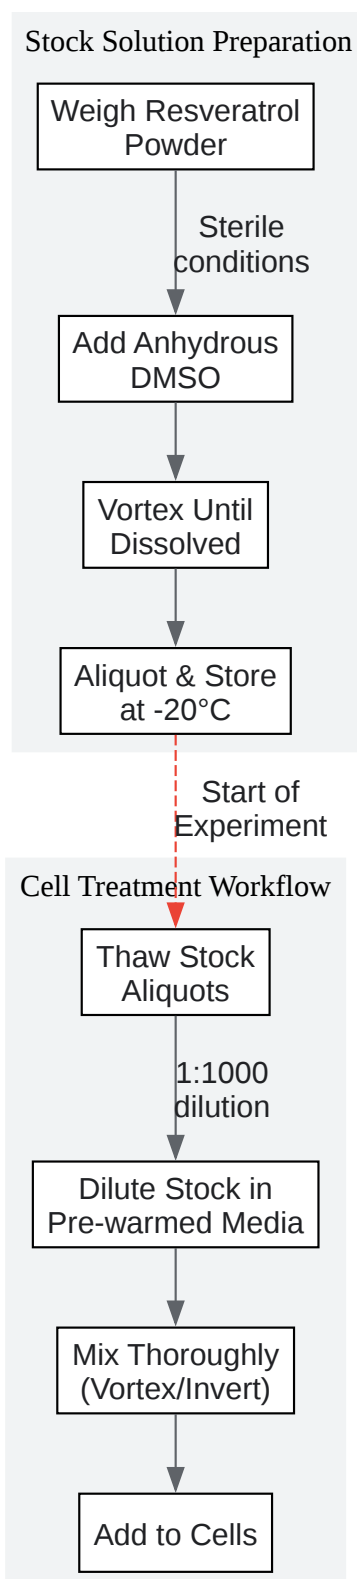 Stock Solution Preparation
Weigh Resveratrol
Powder
Sterile
conditions
Add Anhydrous
DMSO
Vortex Until
Dissolved
Aliquot & Store
at -20°C
Start of
Experiment
Cell Treatment Workflow
Thaw Stock
Aliquots
1:1000
dilution
Dilute Stock in
Pre-warmed Media
Mix Thoroughly
(Vortex/Invert)
Add to Cells